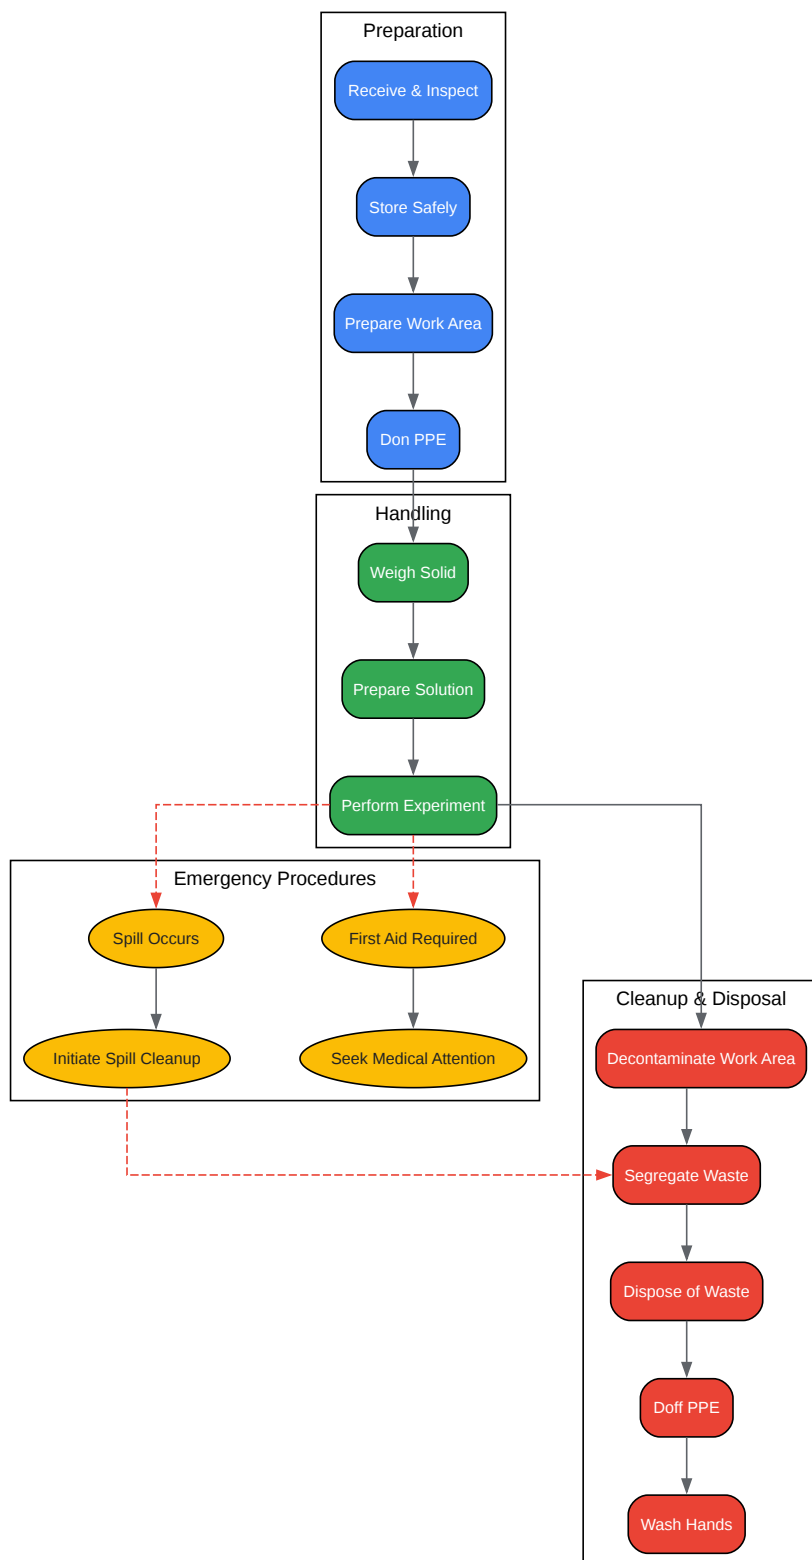 Preparation
Receive & Inspect
Store Safely
Prepare Work Area
Don PPE
Handling
Weigh Solid
Prepare Solution
Perform Experiment
Emergency Procedures
Spill Occurs
First Aid Required
Initiate Spill Cleanup
Seek Medical Attention
Cleanup & Disposal
Decontaminate Work Area
Segregate Waste
Dispose of Waste
Doff PPE
Wash Hands